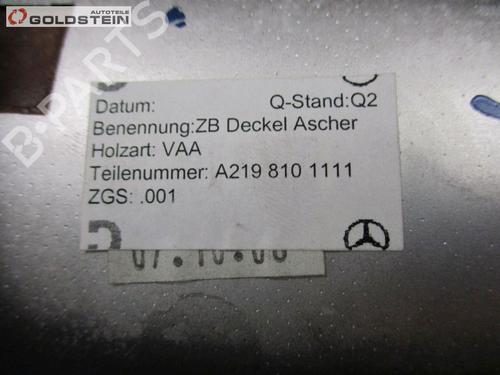 AUTOTEILE
GOLDSTEIN
B-PARTS
Datum: Q-Stand:Q2
Benennung:ZB Deckel Ascher
Holzart: VAA
Teilenummer: A219 810 1111
ZGS: .001